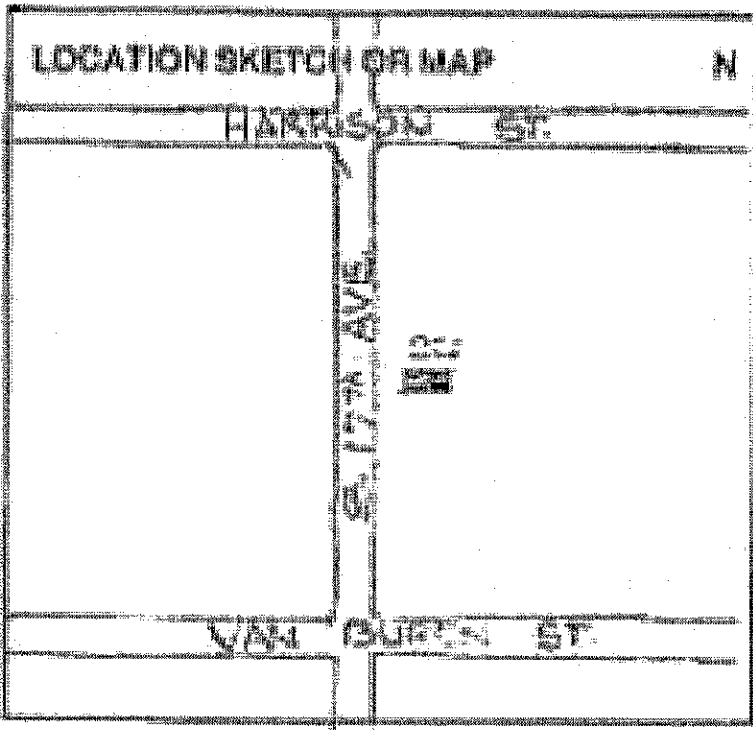 LOCATION SKETCH OR MAP N
HARRISON ST.
S. 17TH AVE.
VAN BUREN ST.